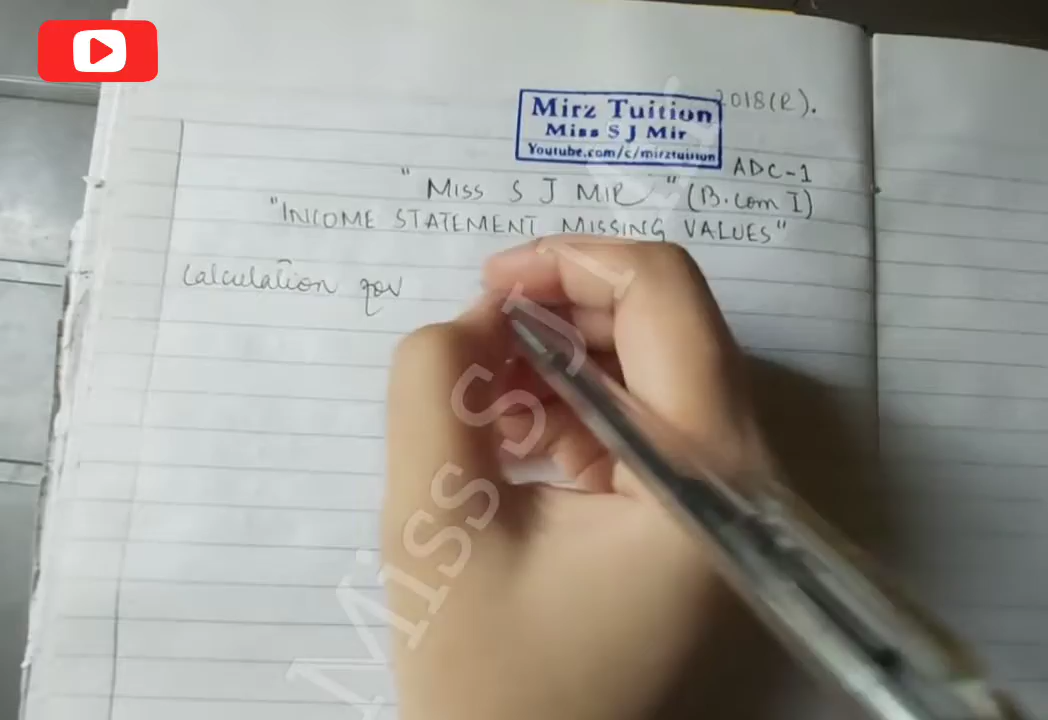 2018(R).
Mirz Tuition
Miss S J Mir
Youtube.com/c/mirztuition
ADC-1
" MISS S J MIR " (B.com I)
"INCOME STATEMENT MISSING VALUES"
Calculation for
Miss S J